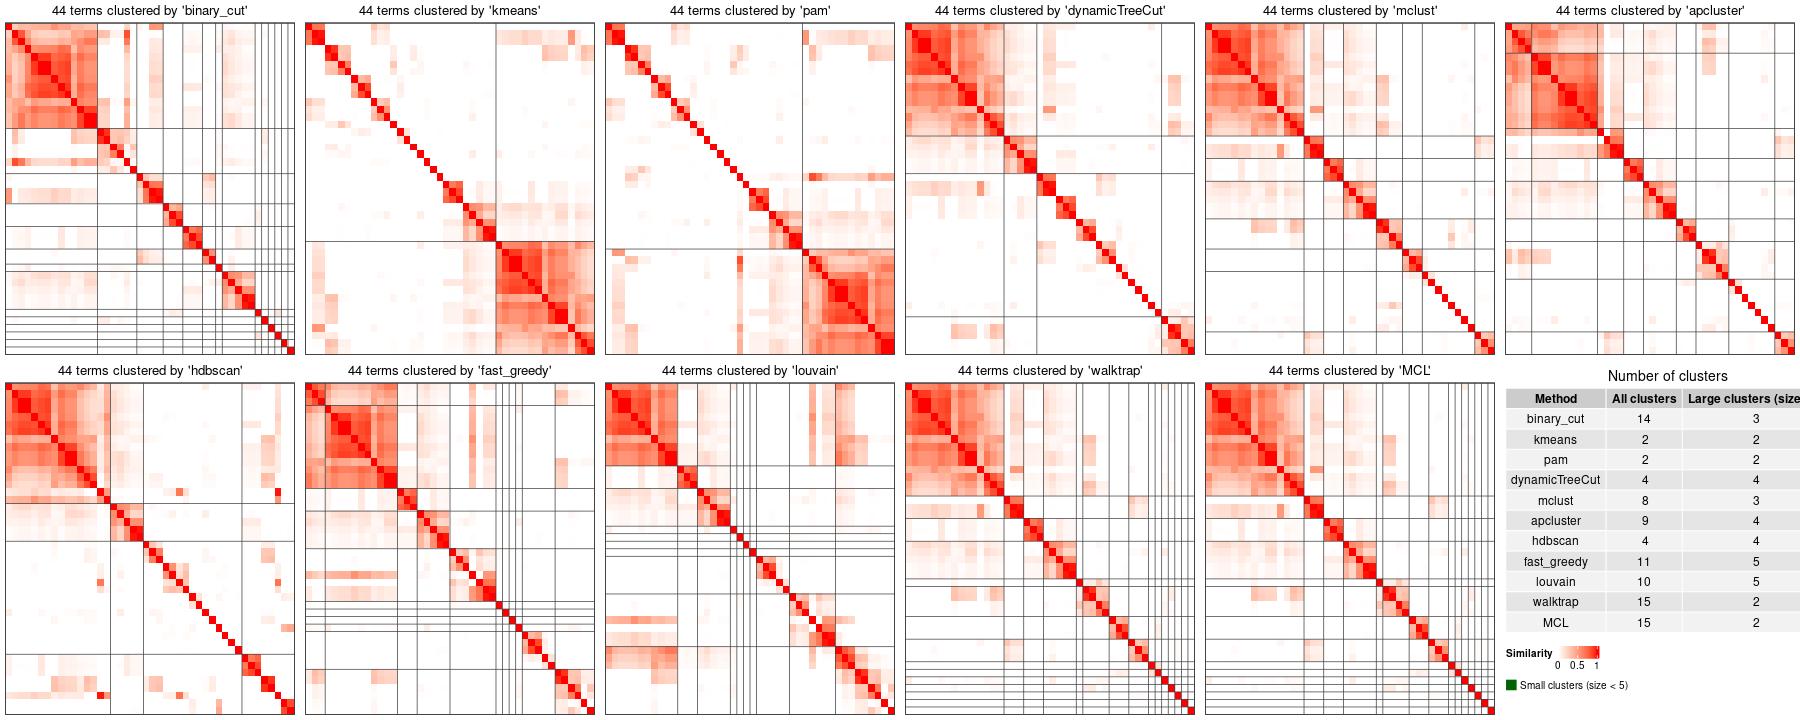 44 terms clustered by 'binary_cut'
44 terms clustered by 'kmeans'
44 terms clustered by 'pam'
44 terms clustered by 'dynamicTreeCut'
44 terms clustered by 'mclust'
44 terms clustered by 'apcluster'
44 terms clustered by 'hdbscan'
44 terms clustered by 'fast_greedy'
44 terms clustered by 'louvain'
44 terms clustered by 'walktrap'
44 terms clustered by 'MCL'
Number of clusters
Method All clusters Large clusters (size
binary_cut 14 3
kmeans 2 2
pam 2 2
dynamicTreeCut 4 4
mclust 8 3
apcluster 9 4
hdbscan 4 4
fast_greedy 11 5
louvain 10 5
walktrap 15 2
MCL 15 2
Similarity
0 0.5 1
Small clusters (size < 5)